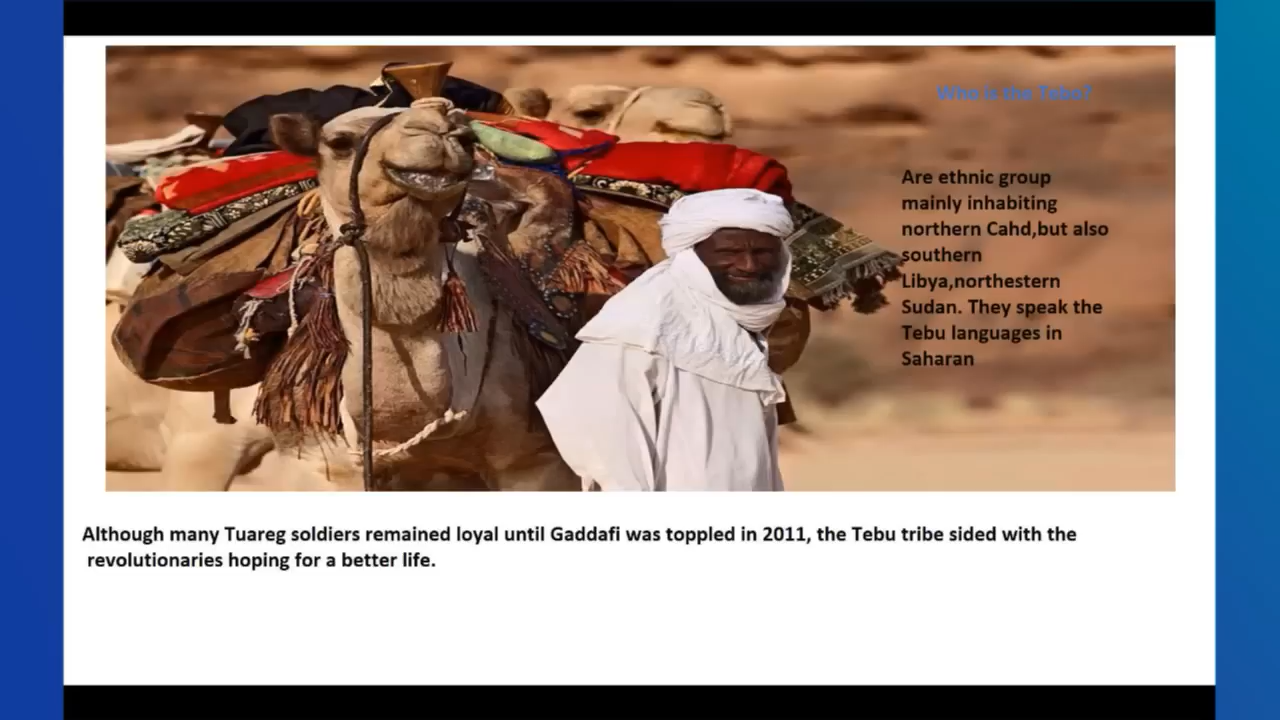 Who is the Tebo?
Are ethnic group
mainly inhabiting
northern Cahd,but also
southern
Libya,northestern
Sudan. They speak the
Tebu languages in
Saharan
Although many Tuareg soldiers remained loyal until Gaddafi was toppled in 2011, the Tebu tribe sided with the
revolutionaries hoping for a better life.